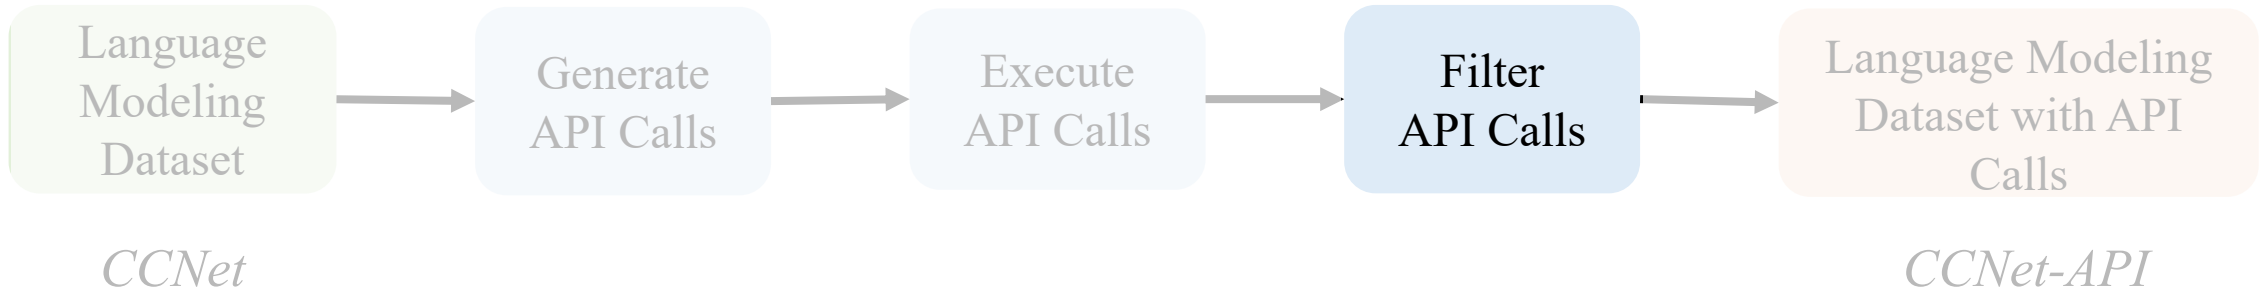 Language
Modeling
Dataset
Generate
API Calls
Execute
API Calls
Filter
API Calls
Language Modeling
Dataset with API
Calls
CCNet
CCNet-API